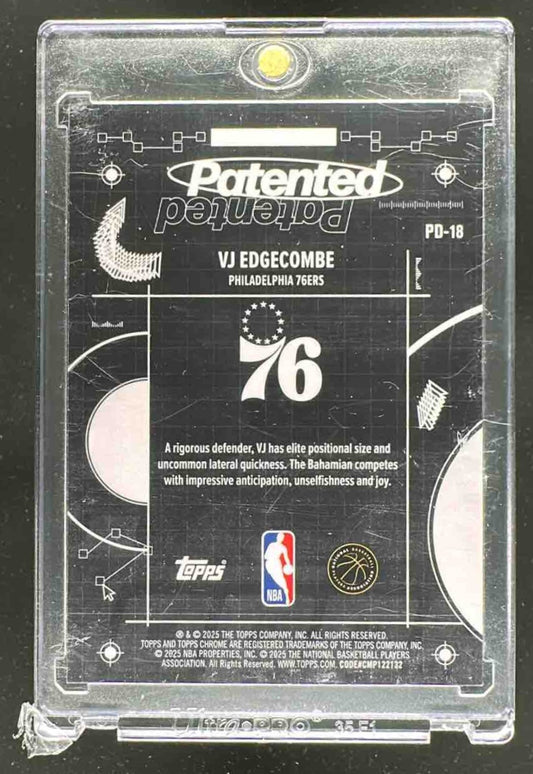 Patented
Patented
PD-18
VJ EDGECOMBE
PHILADELPHIA 76ERS
76
A rigorous defender, VJ has elite positional size and
uncommon lateral quickness. The Bahamian competes
with impressive anticipation, unselfishness and joy.
Topps
NBA
® & © 2025 THE TOPPS COMPANY, INC. ALL RIGHTS RESERVED.
TOPPS AND TOPPS CHROME ARE REGISTERED TRADEMARKS OF THE TOPPS COMPANY, INC.
© 2025 NBA PROPERTIES, INC. © 2025 THE NATIONAL BASKETBALL PLAYERS
ASSOCIATION. All Rights Reserved. WWW.TOPPS.COM. CODE#CMP122132
Ultra PRO®